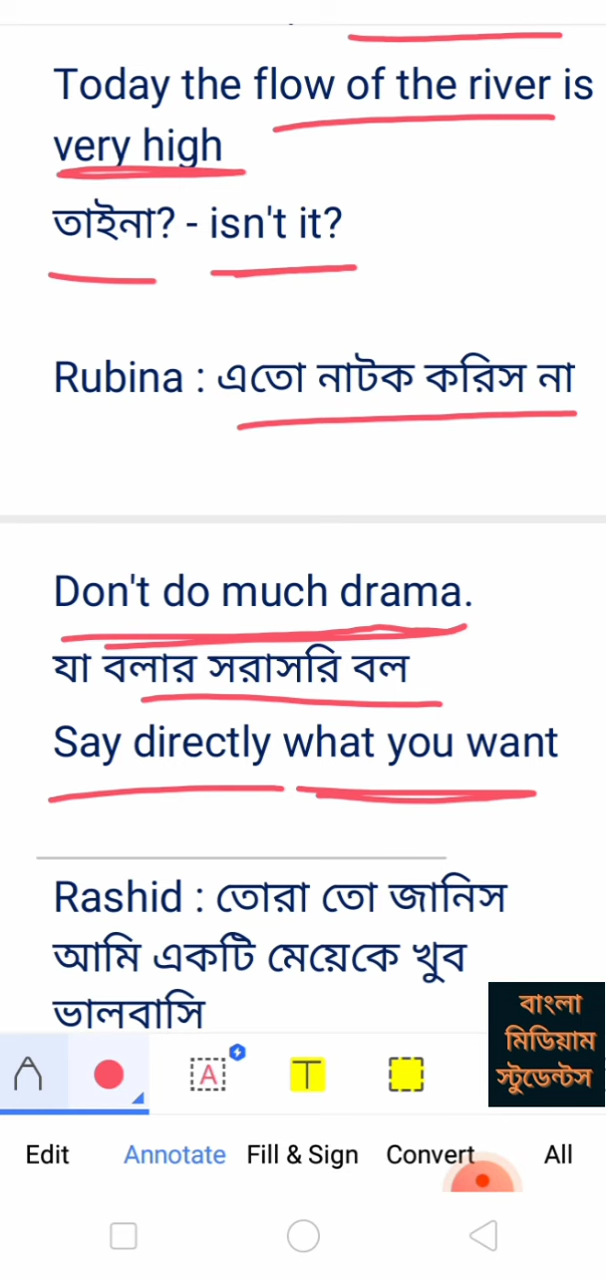 Today the flow of the river is
very high
তাইনা? - isn't it?
Rubina : এতো নাটক করিস না
Don't do much drama.
যা বলার সরাসরি বল
Say directly what you want
Rashid : তোরা তো জানিস
আমি একটি মেয়েকে খুব
ভালবাসি
বাংলা
মিডিয়াম
স্টুডেন্টস
A
T
Edit Annotate Fill & Sign Convert All